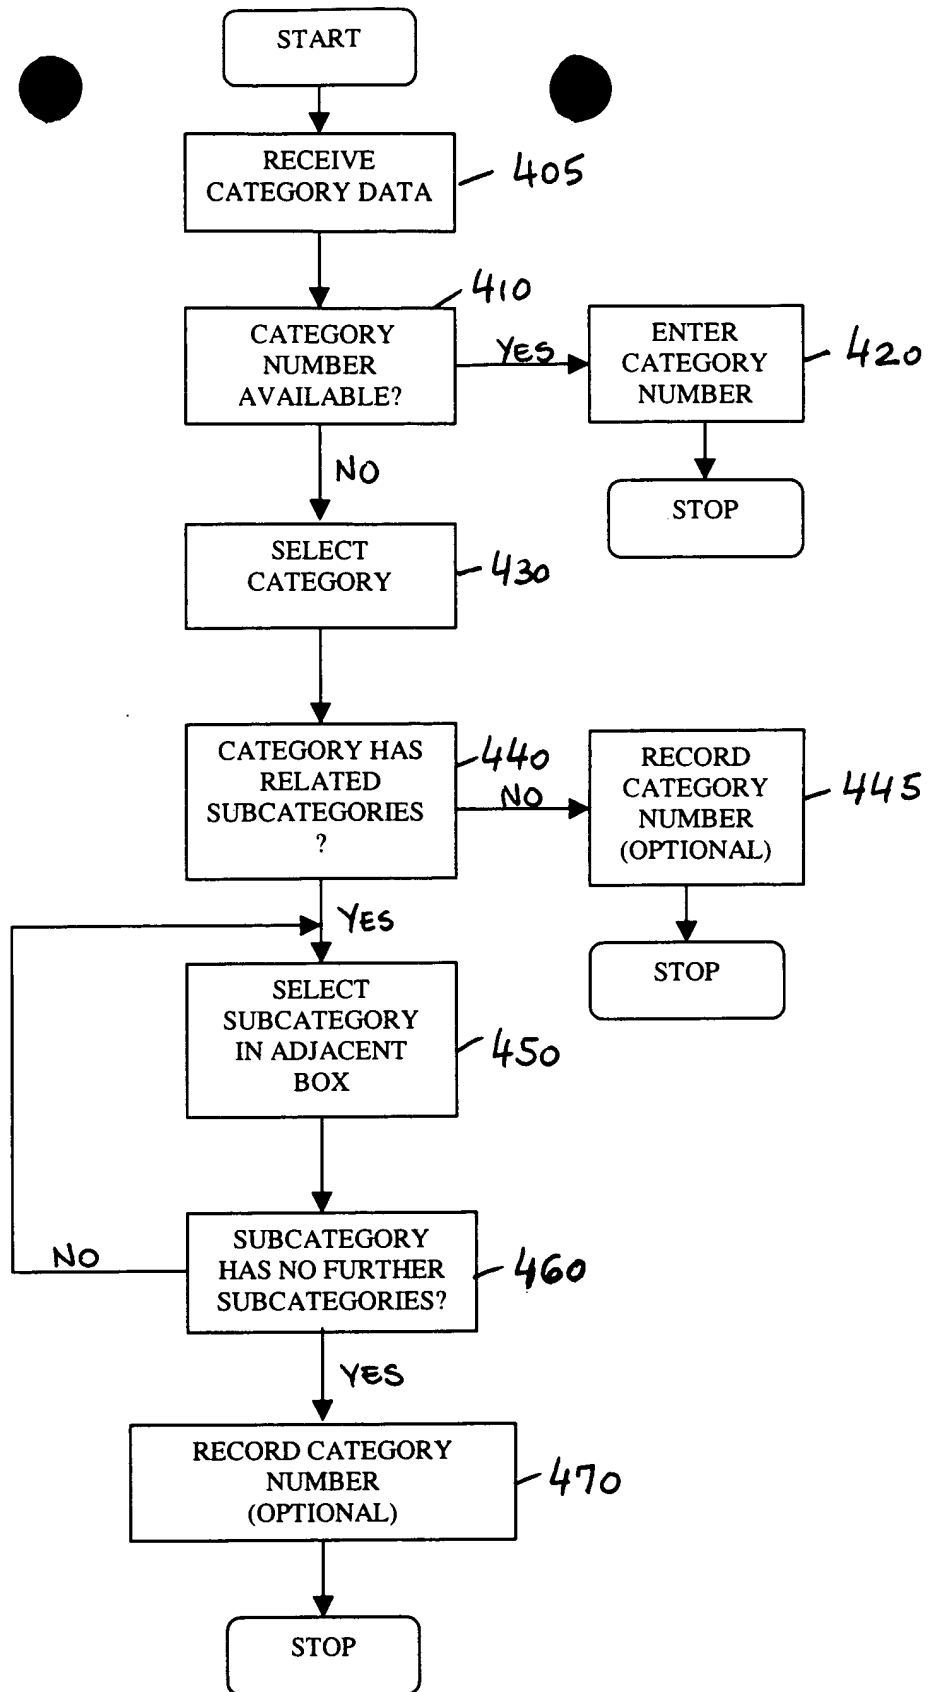 START
RECEIVE
CATEGORY DATA
405
410
CATEGORY
NUMBER
AVAILABLE?
YES
ENTER
CATEGORY
NUMBER
420
NO
STOP
SELECT
CATEGORY
430
CATEGORY HAS
RELATED
SUBCATEGORIES
?
440
NO
RECORD
CATEGORY
NUMBER
(OPTIONAL)
445
YES
STOP
SELECT
SUBCATEGORY
IN ADJACENT
BOX
450
SUBCATEGORY
HAS NO FURTHER
SUBCATEGORIES?
460
NO
YES
RECORD CATEGORY
NUMBER
(OPTIONAL)
470
STOP